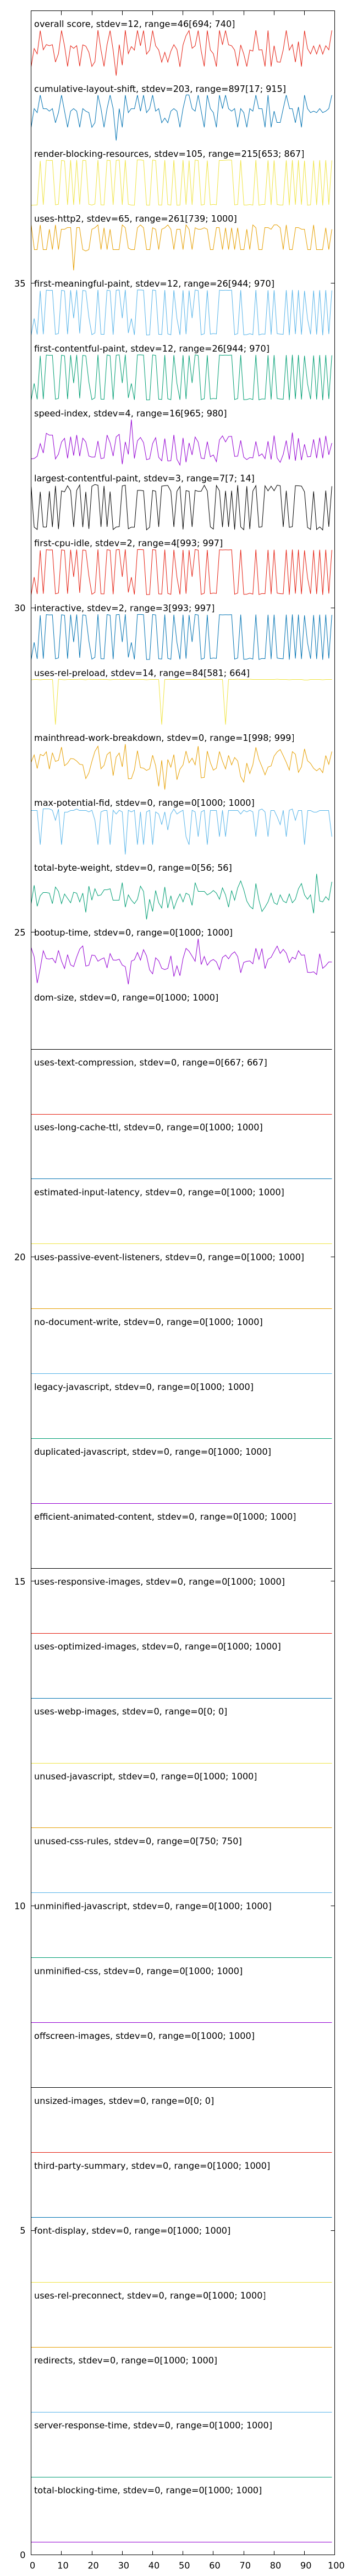 overall score, stdev=12, range=46[694; 740]
cumulative-layout-shift, stdev=203, range=897[17; 915]
render-blocking-resources, stdev=105, range=215[653; 867]
uses-http2, stdev=65, range=261[739; 1000]
35
first-meaningful-paint, stdev=12, range=26[944; 970]
first-contentful-paint, stdev=12, range=26[944; 970]
speed-index, stdev=4, range=16[965; 980]
largest-contentful-paint, stdev=3, range=7[7; 14]
first-cpu-idle, stdev=2, range=4[993; 997]
30
interactive, stdev=2, range=3[993; 997]
uses-rel-preload, stdev=14, range=84[581; 664]
mainthread-work-breakdown, stdev=0, range=1[998; 999]
max-potential-fid, stdev=0, range=0[1000; 1000]
total-byte-weight, stdev=0, range=0[56; 56]
25
bootup-time, stdev=0, range=0[1000; 1000]
dom-size, stdev=0, range=0[1000; 1000]
uses-text-compression, stdev=0, range=0[667; 667]
uses-long-cache-ttl, stdev=0, range=0[1000; 1000]
estimated-input-latency, stdev=0, range=0[1000; 1000]
20
uses-passive-event-listeners, stdev=0, range=0[1000; 1000]
no-document-write, stdev=0, range=0[1000; 1000]
legacy-javascript, stdev=0, range=0[1000; 1000]
duplicated-javascript, stdev=0, range=0[1000; 1000]
efficient-animated-content, stdev=0, range=0[1000; 1000]
15
uses-responsive-images, stdev=0, range=0[1000; 1000]
uses-optimized-images, stdev=0, range=0[1000; 1000]
uses-webp-images, stdev=0, range=0[0; 0]
unused-javascript, stdev=0, range=0[1000; 1000]
unused-css-rules, stdev=0, range=0[750; 750]
10
unminified-javascript, stdev=0, range=0[1000; 1000]
unminified-css, stdev=0, range=0[1000; 1000]
offscreen-images, stdev=0, range=0[1000; 1000]
unsized-images, stdev=0, range=0[0; 0]
third-party-summary, stdev=0, range=0[1000; 1000]
5
font-display, stdev=0, range=0[1000; 1000]
uses-rel-preconnect, stdev=0, range=0[1000; 1000]
redirects, stdev=0, range=0[1000; 1000]
server-response-time, stdev=0, range=0[1000; 1000]
total-blocking-time, stdev=0, range=0[1000; 1000]
0
0 10 20 30 40 50 60 70 80 90 100